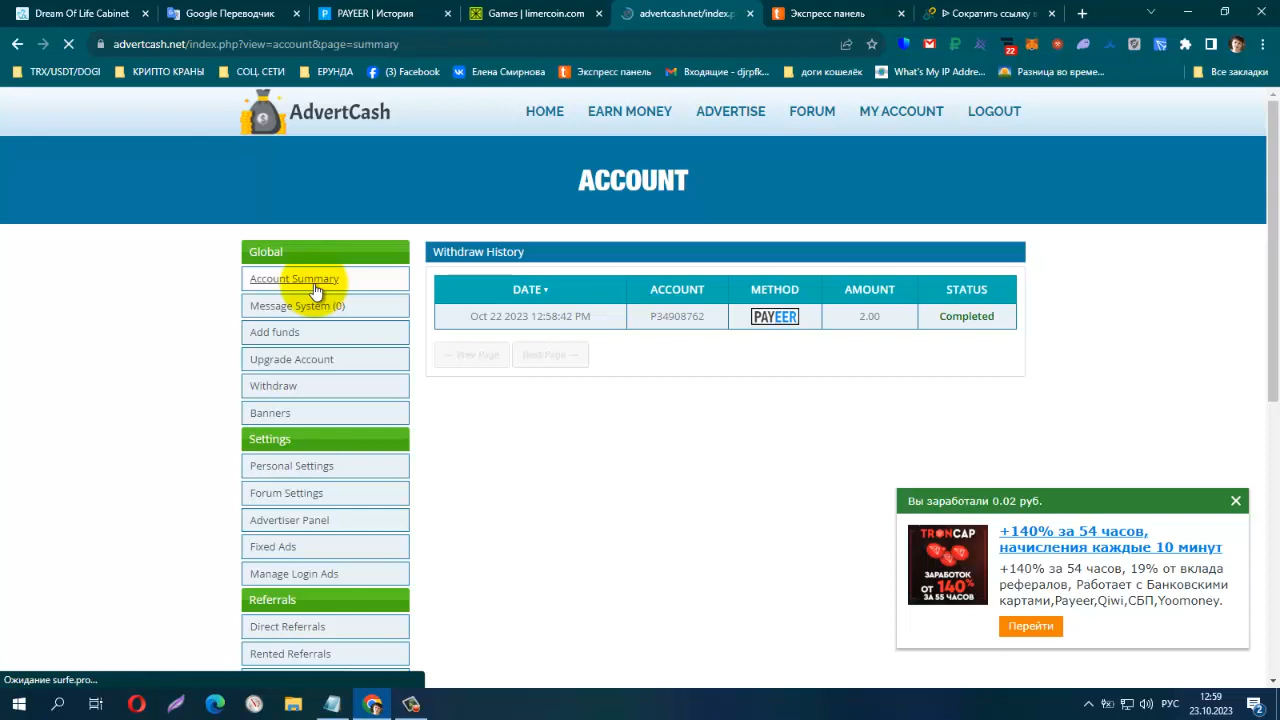 Dream Of Life Cabinet
Google Переводчик
PAYEER | История
Games | limercoin.com
advertcash.net/index.p
Экспресс панель
Сократить ссылку в
advertcash.net/index.php?view=account&page=summary
22
TRX/USDT/DOGI
КРИПТО КРАНЫ
СОЦ. СЕТИ
ЕРУНДА
(3) Facebook
Елена Смирнова
Экспресс панель
Входящие - djrpfk...
доги кошелёк
What's My IP Addre...
Разница во време...
Все закладки
AdvertCash
HOME
EARN MONEY
ADVERTISE
FORUM
MY ACCOUNT
LOGOUT
ACCOUNT
Global
Account Summary
Message System (0)
Add funds
Upgrade Account
Withdraw
Banners
Settings
Personal Settings
Forum Settings
Advertiser Panel
Fixed Ads
Manage Login Ads
Referrals
Direct Referrals
Rented Referrals
Withdraw History
DATE ACCOUNT METHOD AMOUNT STATUS
Oct 22 2023 12:58:42 PM P34908762 PAYEER 2.00 Completed
Вы заработали 0.02 руб.
TRONCAP
ЗАРАБОТОК
ОТ 140%
ЗА 55 ЧАСОВ
+140% за 54 часов,
начисления каждые 10 минут
+140% за 54 часов, 19% от вклада
рефералов, Работает с Банковскими
картами,Payeer,Qiwi,СБП,Yoomoney.
Перейти
Ожидание surfe.pro...
РУС
12:59
23.10.2023
2